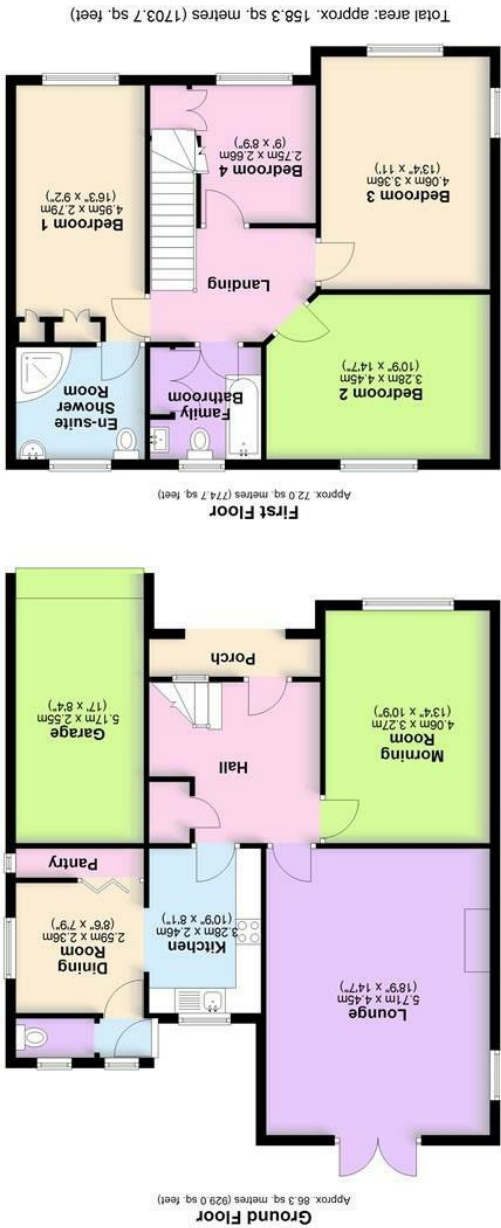 Ground Floor
Approx. 86.3 sq. metres (929.0 sq. feet)
Lounge
5.71m x 4.45m
(18'9" x 14'7")
Kitchen
3.28m x 2.46m
(10'9" x 8'1")
Dining
Room
2.59m x 2.36m
(8'6" x 7'9")
Pantry
Morning
Room
4.06m x 3.27m
(13'4" x 10'9")
Hall
Garage
5.17m x 2.55m
(17' x 8'4")
Porch
First Floor
Approx. 72.0 sq. metres (774.7 sq. feet)
Bedroom 2
3.28m x 4.45m
(10'9" x 14'7")
Family
Bathroom
En-suite
Shower
Room
Landing
Bedroom 3
4.06m x 3.36m
(13'4" x 11')
Bedroom 4
2.75m x 2.66m
(9' x 8'9")
Bedroom 1
4.95m x 2.79m
(16'3" x 9'2")
Total area: approx. 158.3 sq. metres (1703.7 sq. feet)